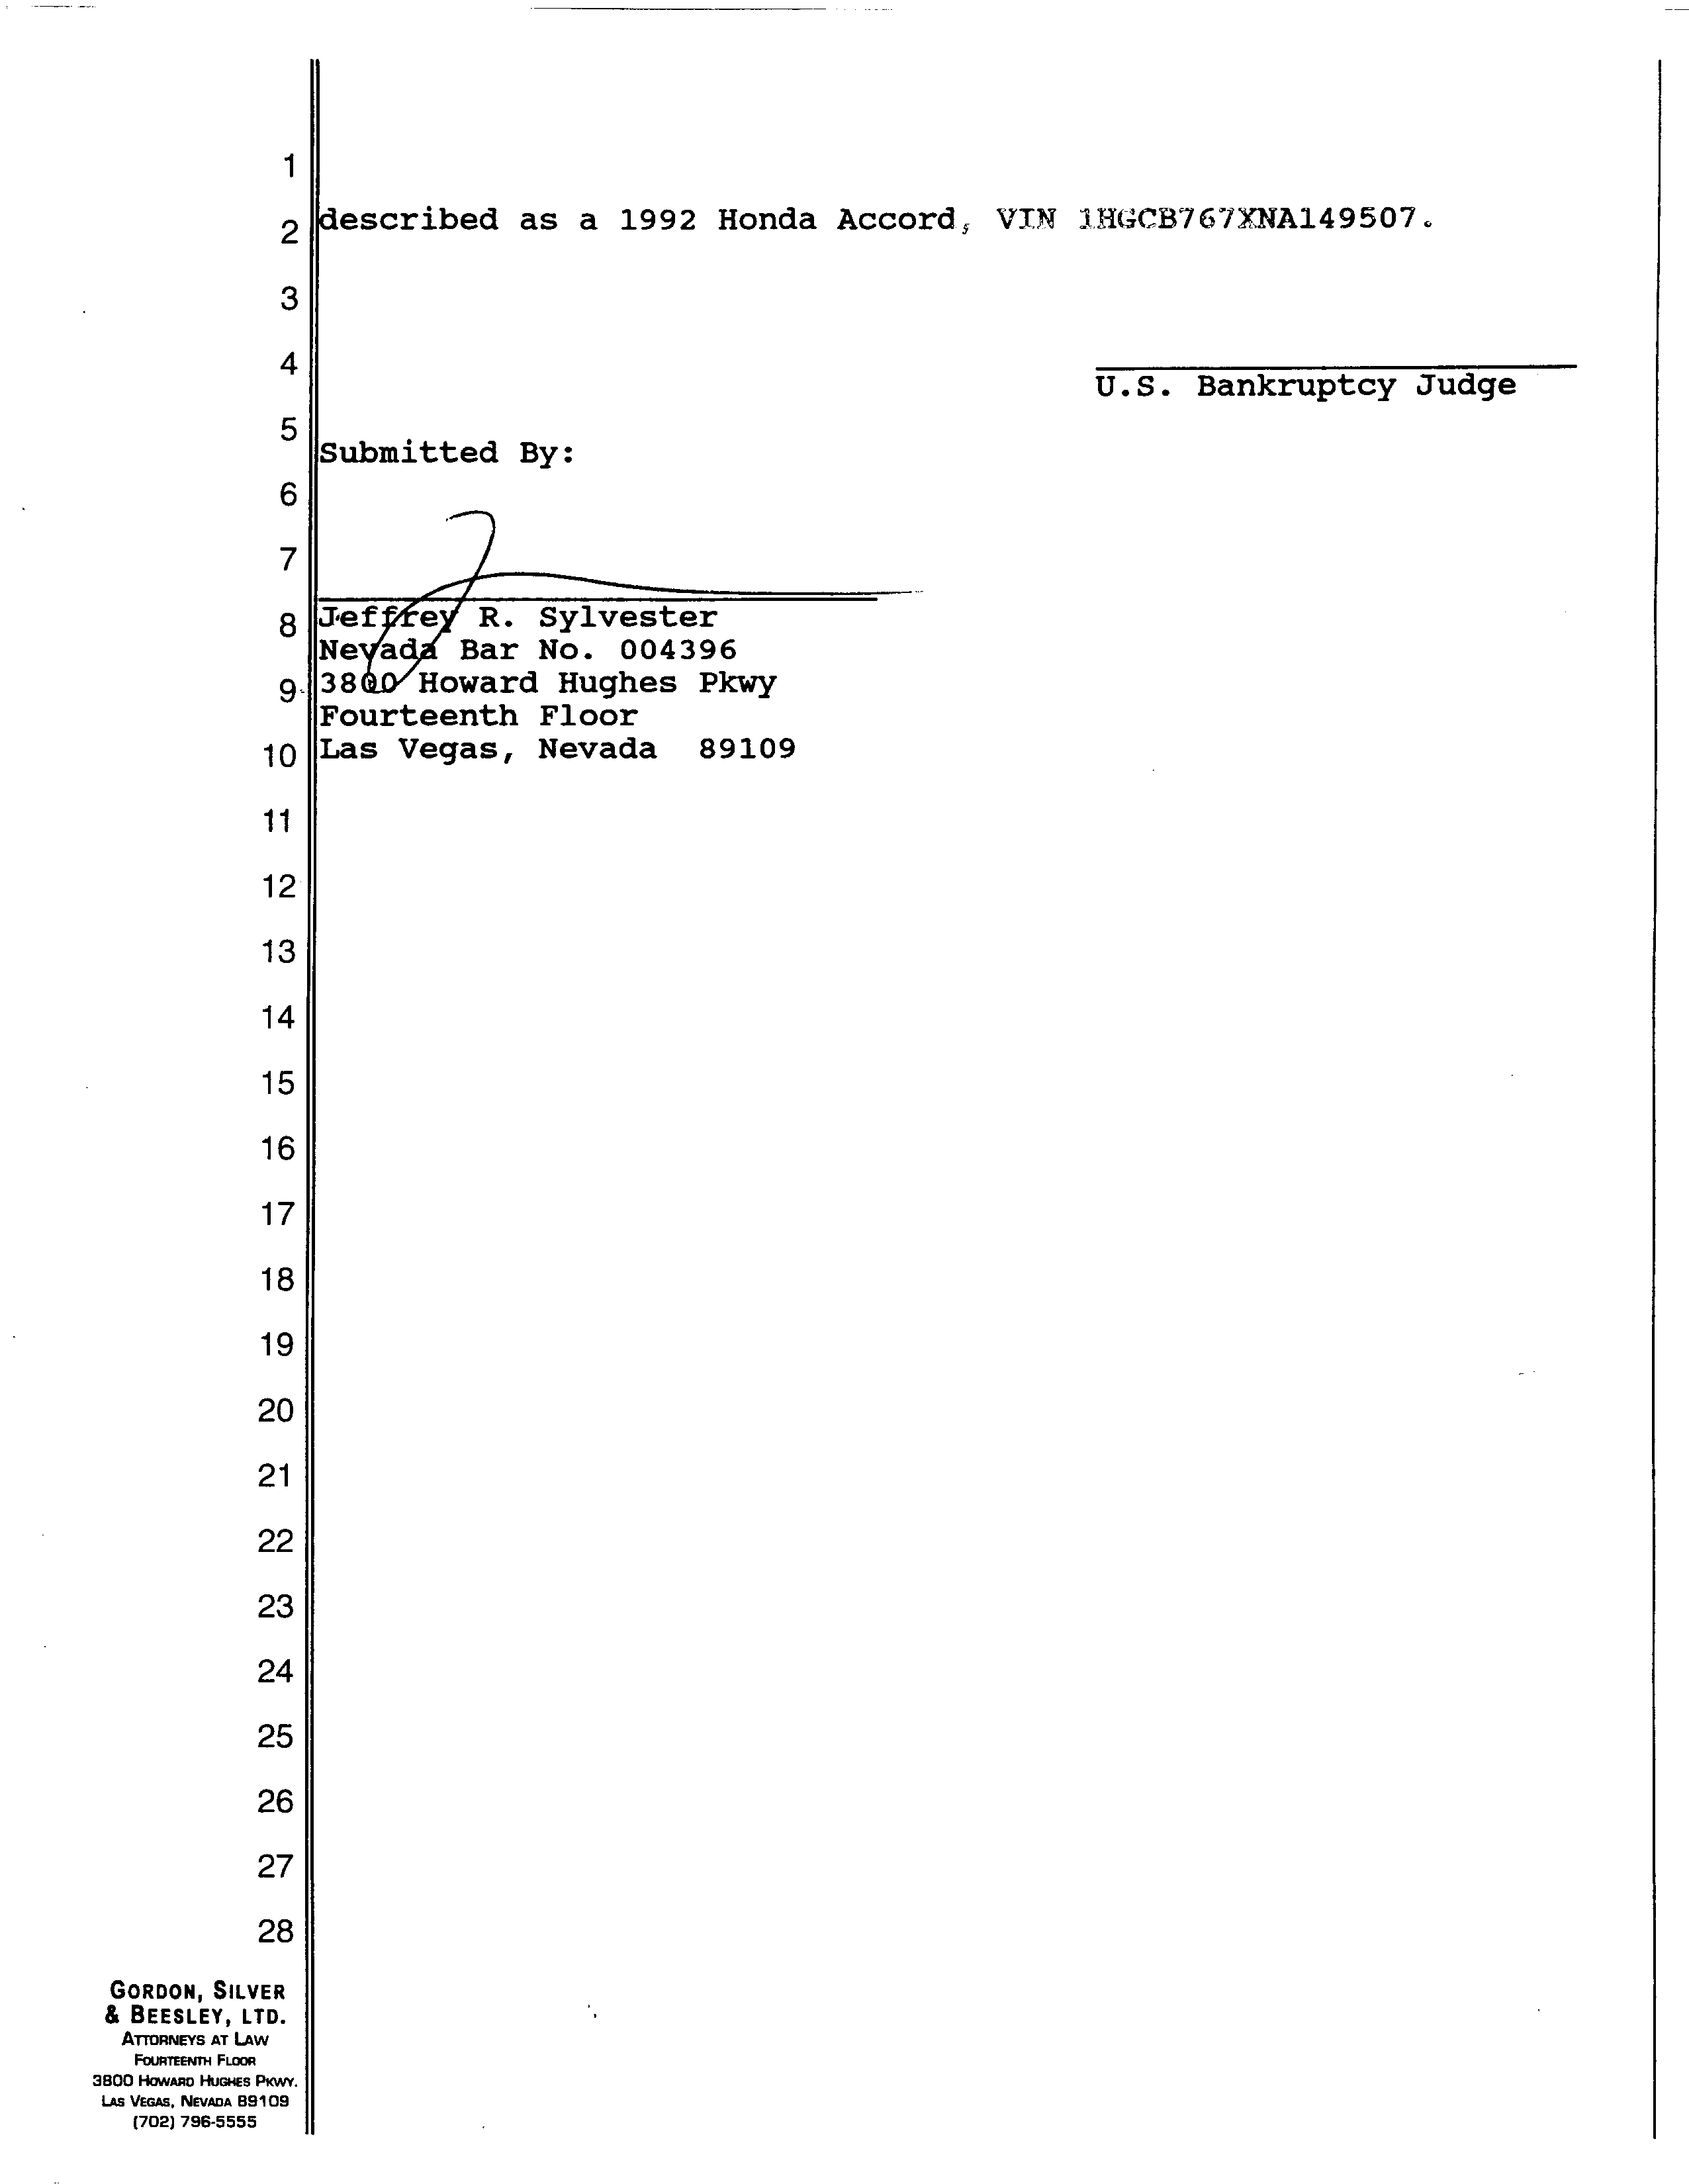 1
2 described as a 1992 Honda Accord, VIN 1HGCB767XNA149507.
3
4
U.S. Bankruptcy Judge
5
Submitted By:
6
7
8 Jeffrey R. Sylvester
Nevada Bar No. 004396
9 3800 Howard Hughes Pkwy
Fourteenth Floor
10 Las Vegas, Nevada 89109
11
12
13
14
15
16
17
18
19
20
21
22
23
24
25
26
27
28
GORDON, SILVER
& BEESLEY, LTD.
ATTORNEYS AT LAW
FOURTEENTH FLOOR
3800 HOWARD HUGHES PKWY.
LAS VEGAS, NEVADA 89109
(702) 796-5555